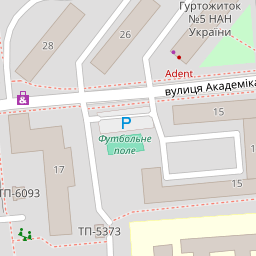 Гуртожиток
№5 НАН
України
26
28
Adent
вулиця Академіка
15
P
Футбольне
поле
17
15
ТП-6093
ТП-5373